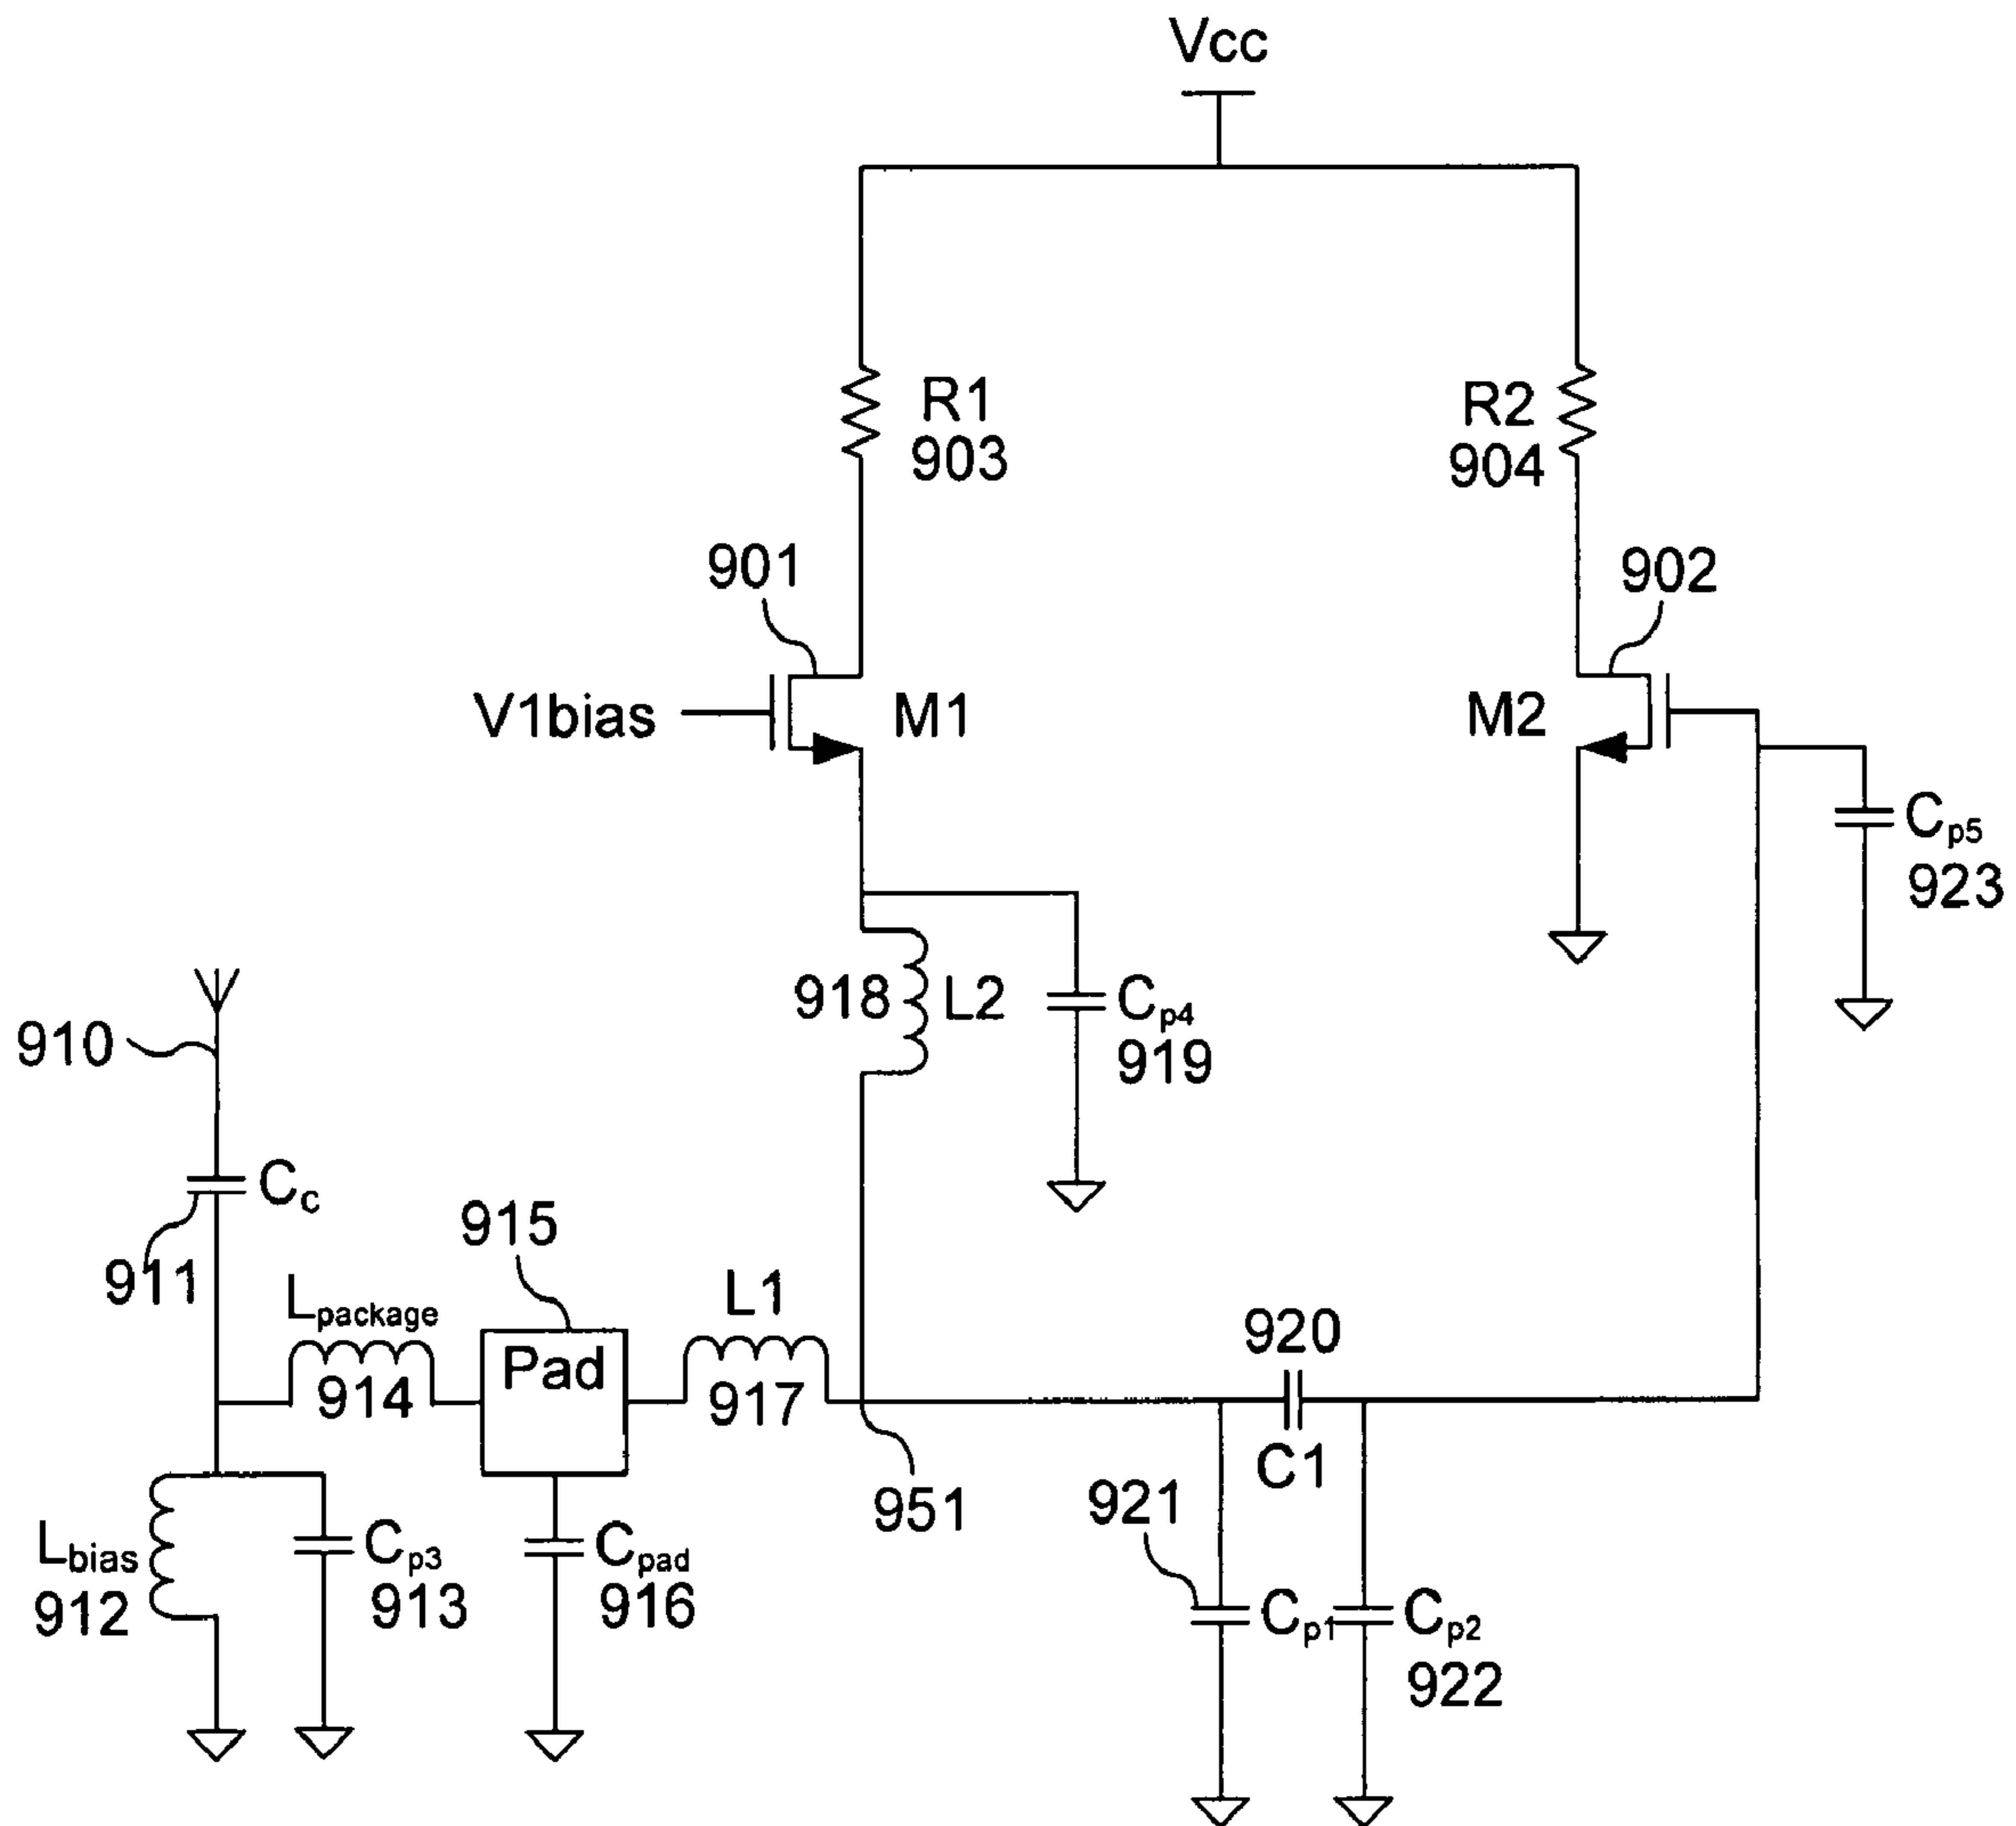 Vcc
R1
903
R2
904
901
902
V1bias
M1
M2
Cp5
923
918
L2
Cp4
919
910
Cc
911
915
Lpackage
914
Pad
L1
917
920
C1
951
921
Lbias
912
Cp3
913
Cpad
916
Cp1
Cp2
922